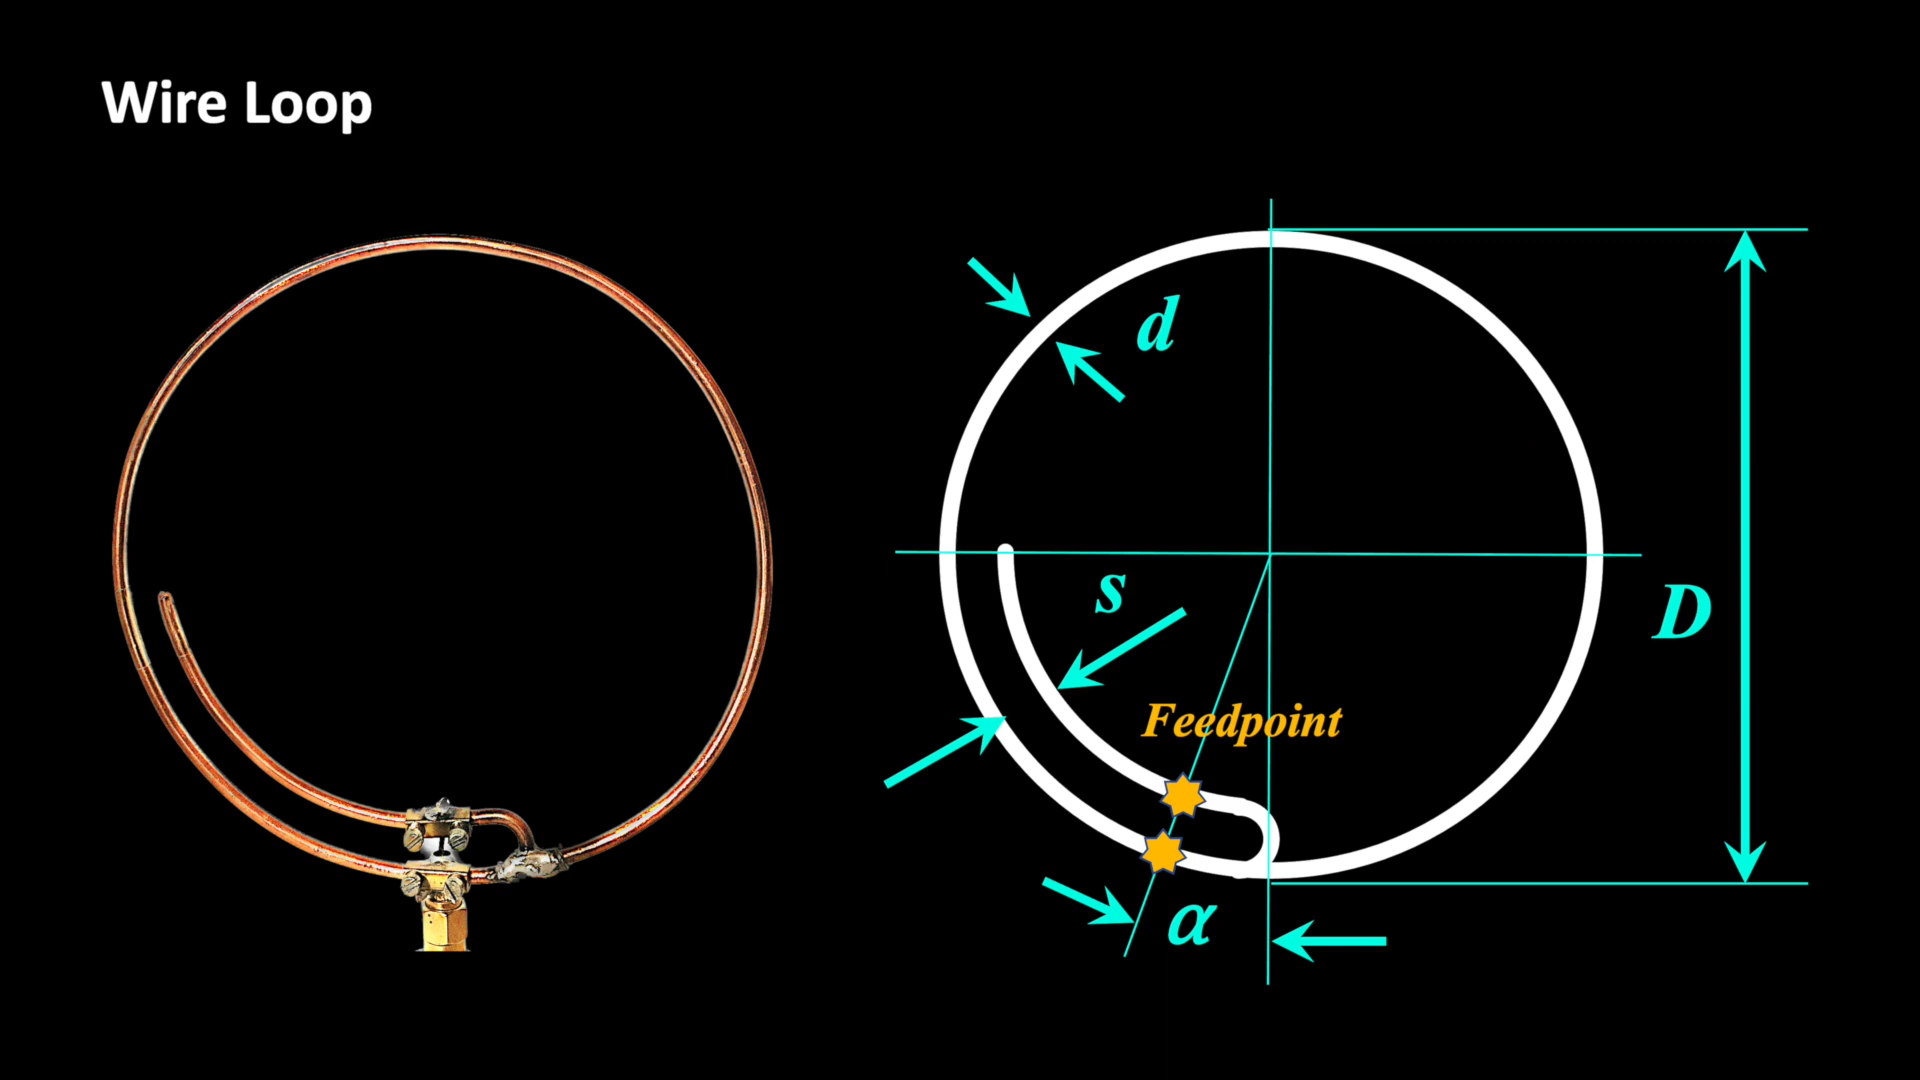 Wire Loop
d
s
D
Feedpoint
α